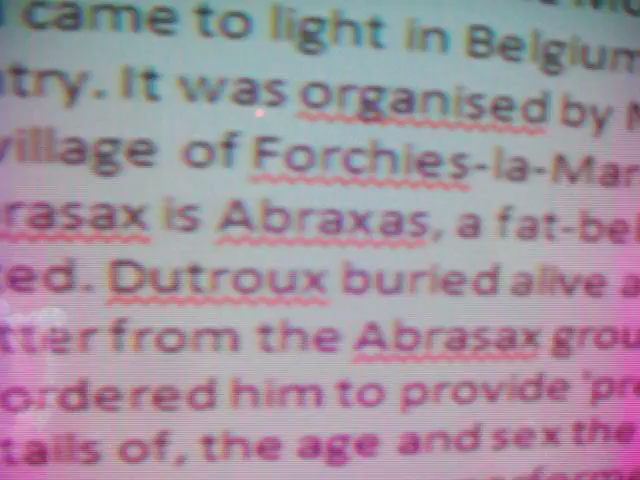 came to light in Belgium
try. It was organised by
village of Forchies-la-Mar
rasax is Abraxas, a fat-bel
ed. Dutroux buried alive a
tter from the Abrasax grou
ordered him to provide 'pr
tails of, the age and sex the